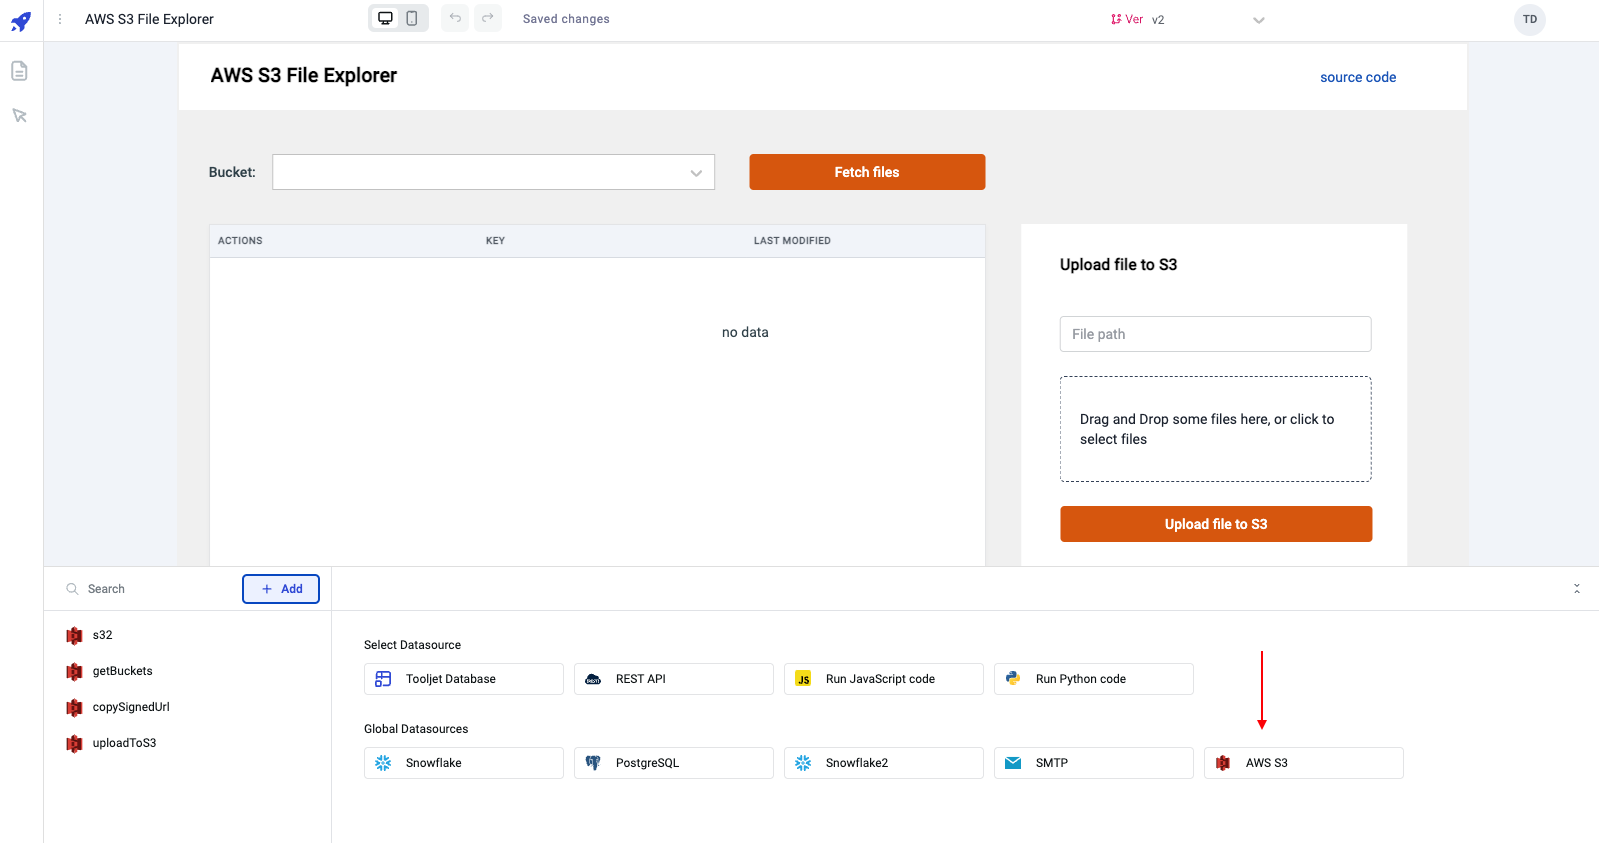 AWS S3 File Explorer
Saved changes
Ver v2
TD
AWS S3 File Explorer
source code
Bucket:
Fetch files
ACTIONS KEY LAST MODIFIED
no data
Upload file to S3
File path
Drag and Drop some files here, or click to
select files
Upload file to S3
Search
+ Add
s32
getBuckets
copySignedUrl
uploadToS3
Select Datasource
Tooljet Database
REST API
JS Run JavaScript code
Run Python code
Global Datasources
Snowflake
PostgreSQL
Snowflake2
SMTP
AWS S3